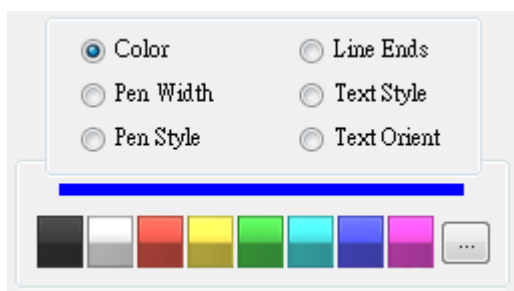 Color
Line Ends
Pen Width
Text Style
Pen Style
Text Orient
...